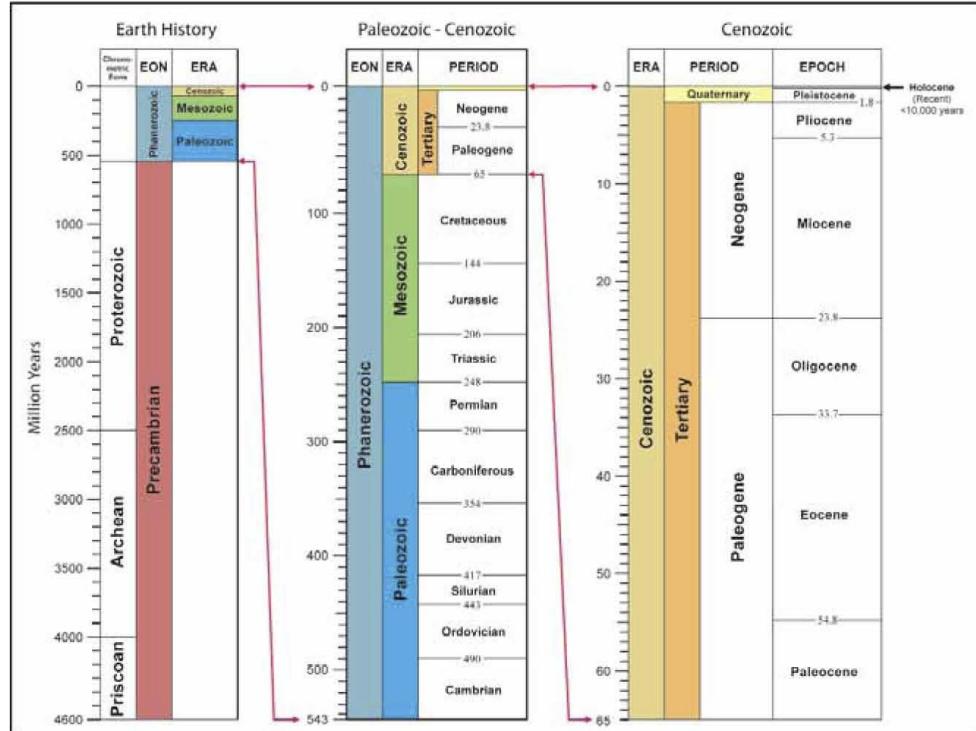 Earth History
Chrono-
metric
Eons
EON
ERA
0
500
1000
1500
2000
2500
3000
3500
4000
4600
Million Years
Proterozoic
Archean
Priscoan
Phanerozoic
Precambrian
Cenozoic
Mesozoic
Paleozoic
Paleozoic - Cenozoic
EON
ERA
PERIOD
0
100
200
300
400
500
543
Phanerozoic
Cenozoic
Mesozoic
Paleozoic
Tertiary
Neogene
23.8
Paleogene
65
Cretaceous
144
Jurassic
206
Triassic
248
Permian
290
Carboniferous
354
Devonian
417
Silurian
443
Ordovician
490
Cambrian
Cenozoic
ERA
PERIOD
EPOCH
0
10
20
30
40
50
60
65
Cenozoic
Quaternary
Tertiary
Neogene
Paleogene
Pleistocene
1.8
Pliocene
5.3
Miocene
23.8
Oligocene
33.7
Eocene
54.8
Paleocene
Holocene
(Recent)
<10,000 years